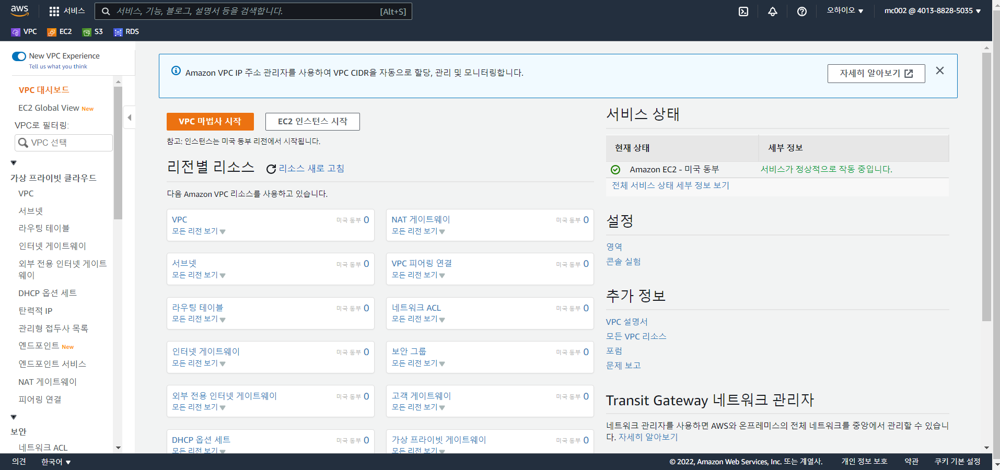 aws
서비스
서비스, 기능, 블로그, 설명서 등을 검색합니다.
[Alt+S]
오하이오
mc002 @ 4013-8828-5035
VPC
EC2
S3
RDS
New VPC Experience
Tell us what you think
VPC 대시보드
EC2 Global View New
VPC로 필터링:
VPC 선택
가상 프라이빗 클라우드
VPC
서브넷
라우팅 테이블
인터넷 게이트웨이
외부 전용 인터넷 게이트
웨이
DHCP 옵션 세트
탄력적 IP
관리형 접두사 목록
엔드포인트 New
엔드포인트 서비스
NAT 게이트웨이
피어링 연결
보안
네트워크 ACL
Amazon VPC IP 주소 관리자를 사용하여 VPC CIDR을 자동으로 할당, 관리 및 모니터링합니다.
자세히 알아보기
VPC 마법사 시작
EC2 인스턴스 시작
참고: 인스턴스는 미국 동부 리전에서 시작됩니다.
리전별 리소스
리소스 새로 고침
다음 Amazon VPC 리소스를 사용하고 있습니다.
VPC
미국 동부 0
모든 리전 보기
NAT 게이트웨이
미국 동부 0
모든 리전 보기
서브넷
미국 동부 0
모든 리전 보기
VPC 피어링 연결
미국 동부 0
모든 리전 보기
라우팅 테이블
미국 동부 0
모든 리전 보기
네트워크 ACL
미국 동부 0
모든 리전 보기
인터넷 게이트웨이
미국 동부 0
모든 리전 보기
보안 그룹
미국 동부 0
모든 리전 보기
외부 전용 인터넷 게이트웨이
미국 동부 0
모든 리전 보기
고객 게이트웨이
미국 동부 0
모든 리전 보기
DHCP 옵션 세트
미국 동부 0
모든 리전 보기
가상 프라이빗 게이트웨이
미국 동부 0
모든 리전 보기
서비스 상태
현재 상태
세부 정보
Amazon EC2 - 미국 동부
서비스가 정상적으로 작동 중입니다.
전체 서비스 상태 세부 정보 보기
설정
영역
콘솔 실험
추가 정보
VPC 설명서
모든 VPC 리소스
포럼
문제 보고
Transit Gateway 네트워크 관리자
네트워크 관리자를 사용하면 AWS와 온프레미스의 전체 네트워크를 중앙에서 관리할 수 있습니
다. 자세히 알아보기
의견
한국어
© 2022, Amazon Web Services, Inc. 또는 계열사.
개인 정보 보호
약관
쿠키 기본 설정